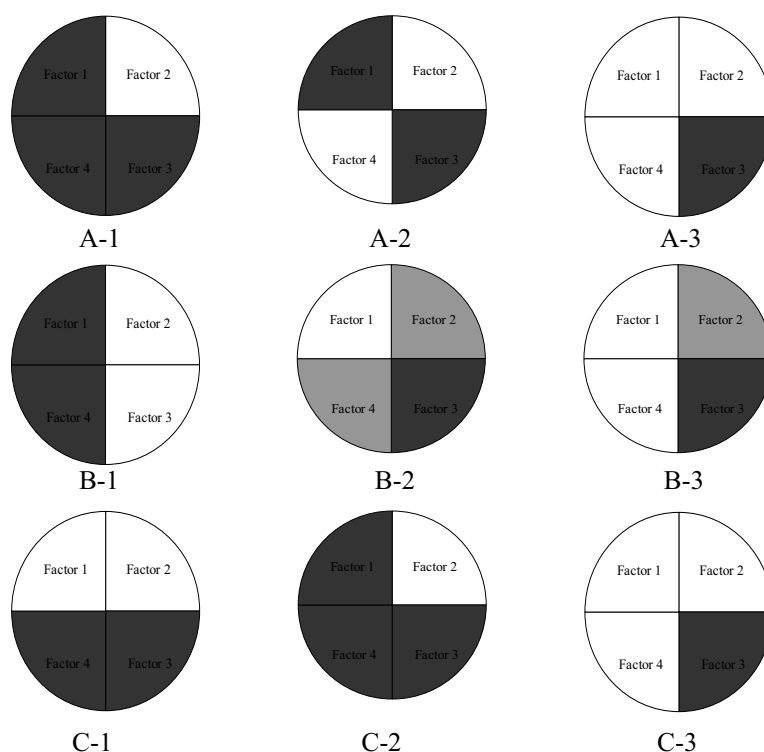 Factor 1 Factor 2
Factor 4 Factor 3
A-1
Factor 1 Factor 2
Factor 4 Factor 3
A-2
Factor 1 Factor 2
Factor 4 Factor 3
A-3
Factor 1 Factor 2
Factor 4 Factor 3
B-1
Factor 1 Factor 2
Factor 4 Factor 3
B-2
Factor 1 Factor 2
Factor 4 Factor 3
B-3
Factor 1 Factor 2
Factor 4 Factor 3
C-1
Factor 1 Factor 2
Factor 4 Factor 3
C-2
Factor 1 Factor 2
Factor 4 Factor 3
C-3